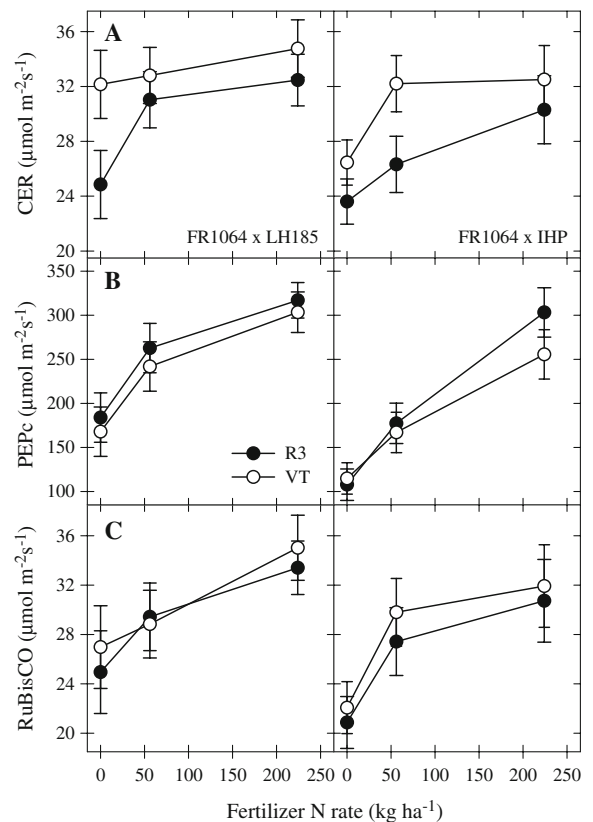 A
CER (µmol m⁻²s⁻¹)
36
32
28
24
20
FR1064 x LH185
FR1064 x IHP
B
PEPc (µmol m⁻²s⁻¹)
350
300
250
200
150
100
R3
VT
C
RuBisCO (µmol m⁻²s⁻¹)
36
32
28
24
20
0 50 100 150 200 250 0 50 100 150 200 250
Fertilizer N rate (kg ha⁻¹)